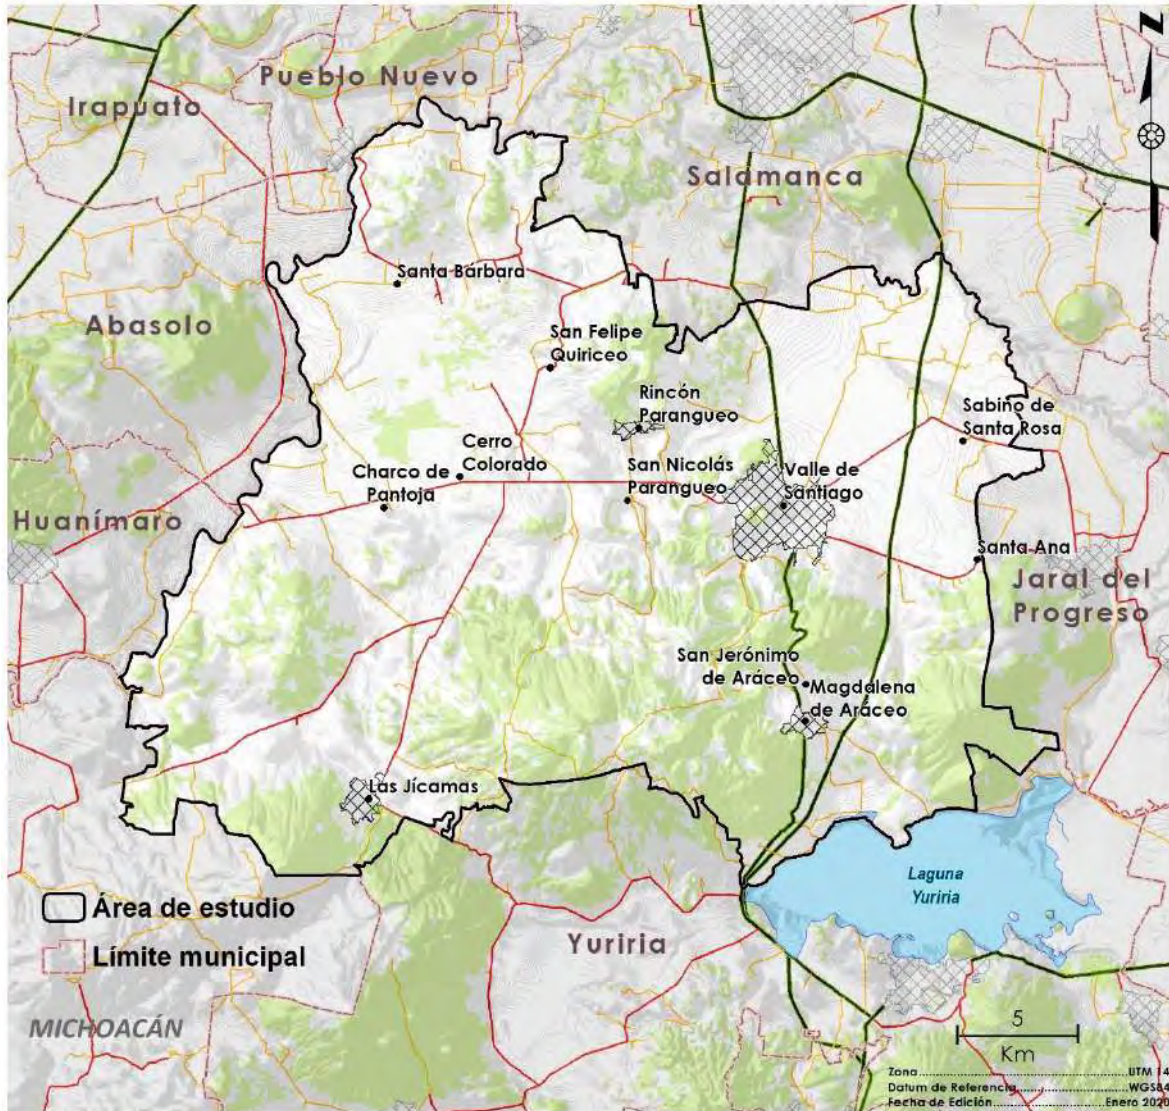 N
Pueblo Nuevo
Irapuato
Salamanca
Santa Bárbara
Abasolo
San Felipe
Quiriceo
Rincón
Parangueo
Sabino de
Santa Rosa
Cerro
Colorado
Charco de
Pantoja
San Nicolás
Parangueo
Valle de
Santiago
Huanímaro
Santa Ana
Jaral del
Progreso
San Jerónimo
de Aráceo
Magdalena
de Aráceo
Las Jícamas
Laguna
Yuriria
Área de estudio
Yuriria
Límite municipal
MICHOACÁN
5
Km
Zona UTM 14
Datum de Referencia WGS84
Fecha de Edición Enero 2020